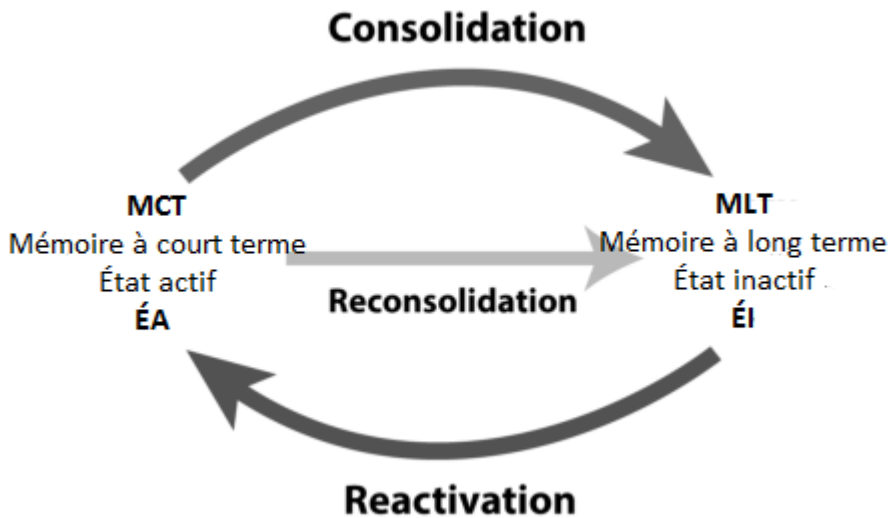 Consolidation
MCT
Mémoire à court terme
État actif
ÉA
MLT
Mémoire à long terme
État inactif
ÉI
Reconsolidation
Reactivation